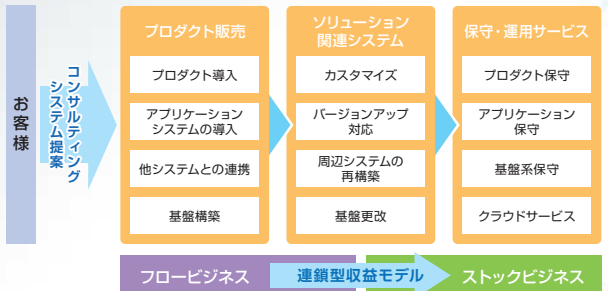 お客様
コンサルティング
システム提案
プロダクト販売
プロダクト導入
アプリケーション
システムの導入
他システムとの連携
基盤構築
ソリューション
関連システム
カスタマイズ
バージョンアップ
対応
周辺システムの
再構築
基盤更改
保守・運用サービス
プロダクト保守
アプリケーション
保守
基盤系保守
クラウドサービス
フロービジネス
連鎖型収益モデル
ストックビジネス